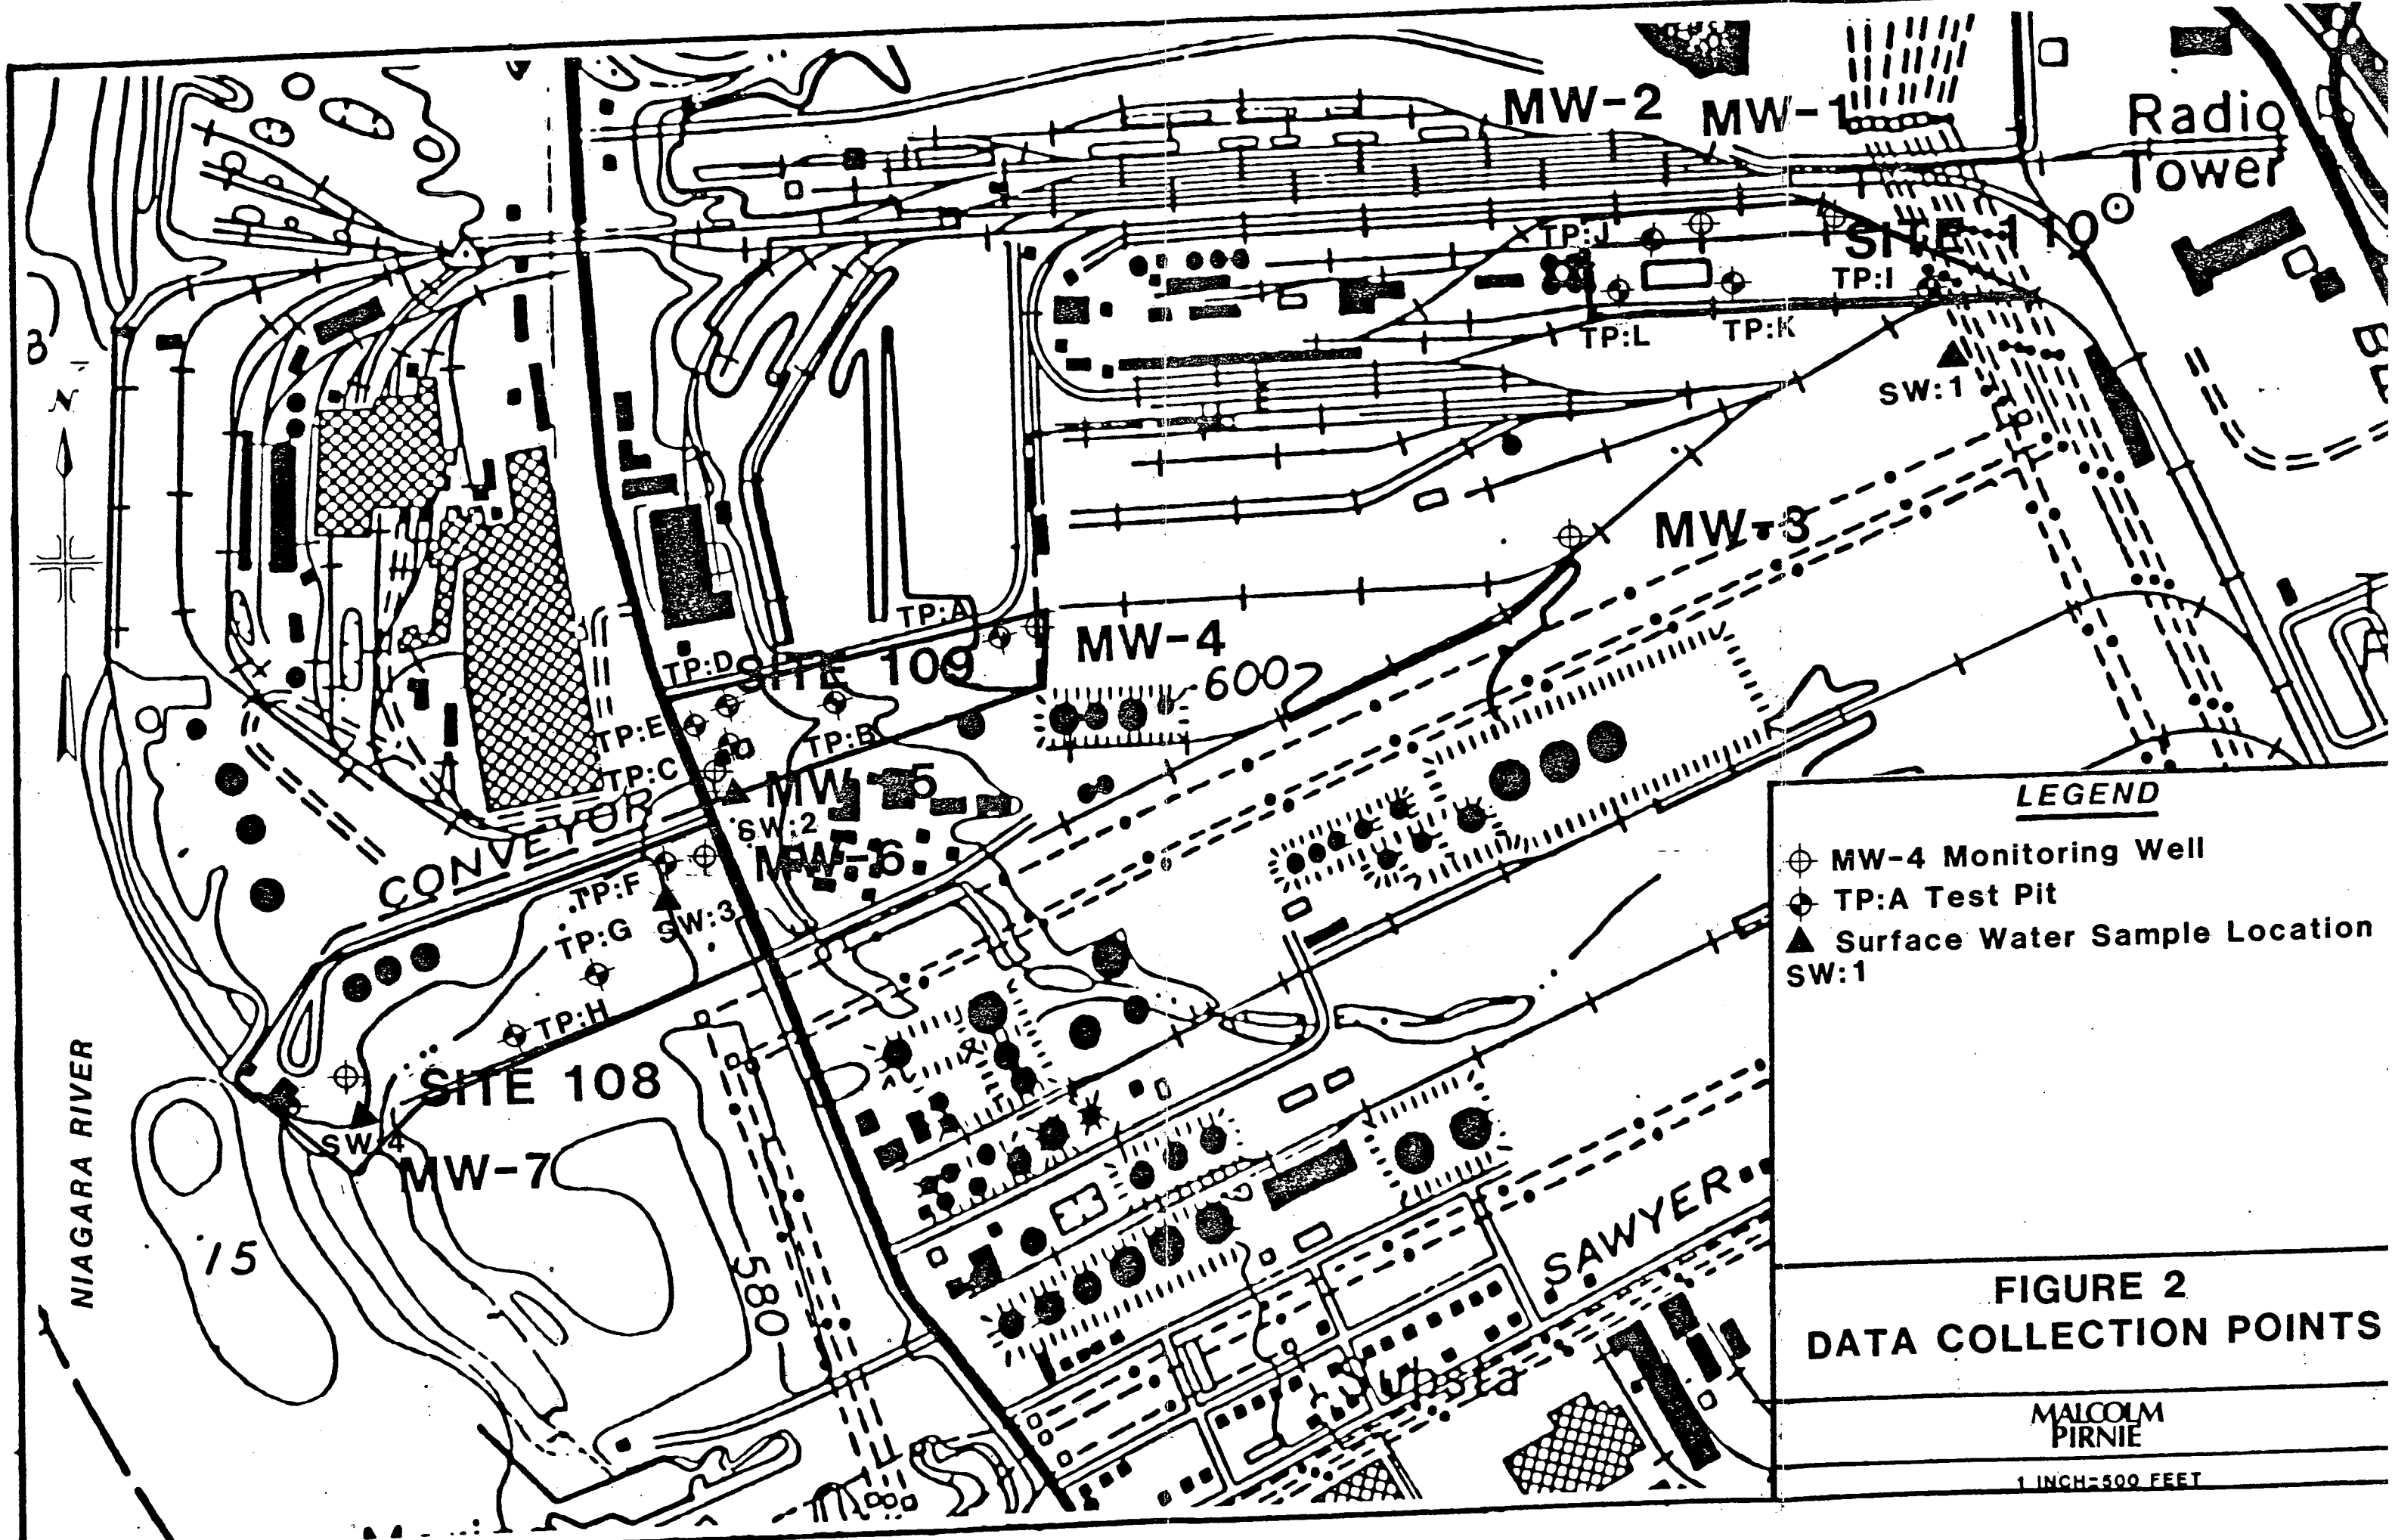 MW-2
MW-1
Radio
Tower
TP:J
SITE 110
TP:I
TP:L
TP:K
SW:1
N
MW-3
TP:A
MW-4
TP:D
SITE 109
600
TP:E
TP:B
TP:C
MW-5
SW:2
CONVEYOR
MW-6
TP:F
SW:3
TP:G
TP:H
SITE 108
SW:4
MW-7
NIAGARA RIVER
15
580
SAWYER
Substa
LEGEND
MW-4 Monitoring Well
TP:A Test Pit
Surface Water Sample Location
SW:1
FIGURE 2
DATA COLLECTION POINTS
MALCOLM
PIRNIE
1 INCH=500 FEET